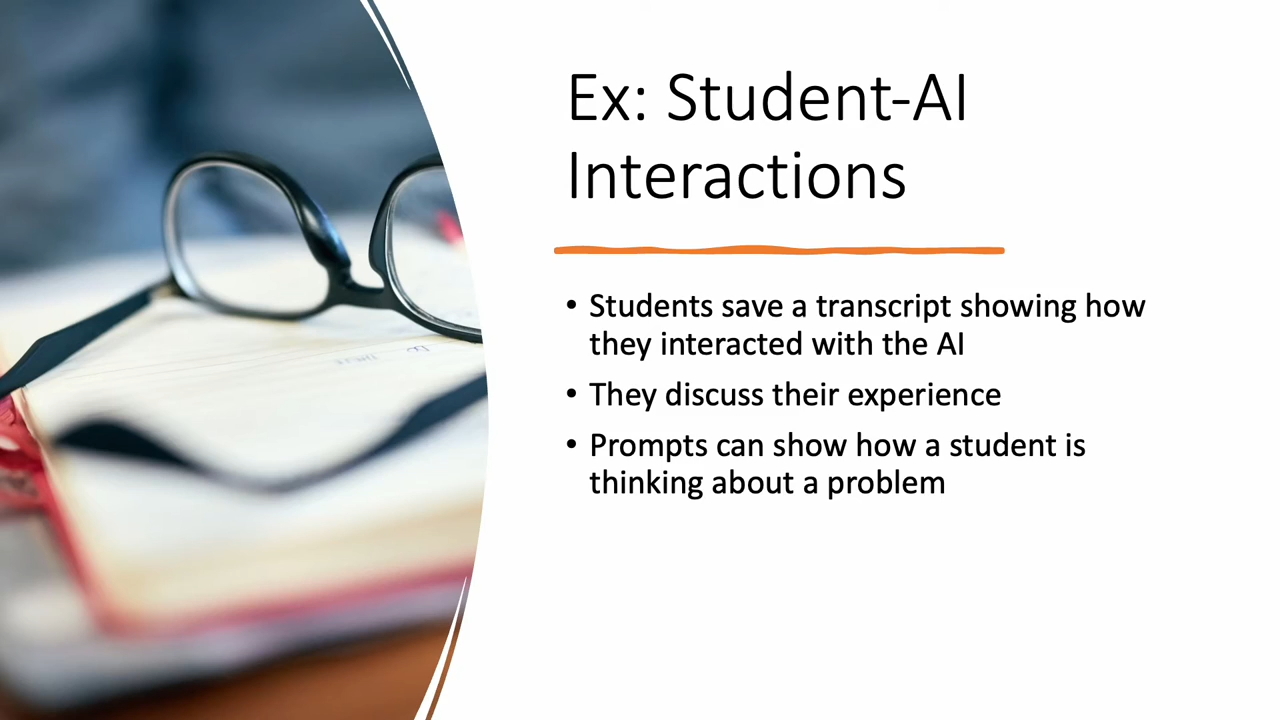 Ex: Student-AI
Interactions
• Students save a transcript showing how
they interacted with the AI
• They discuss their experience
• Prompts can show how a student is
thinking about a problem